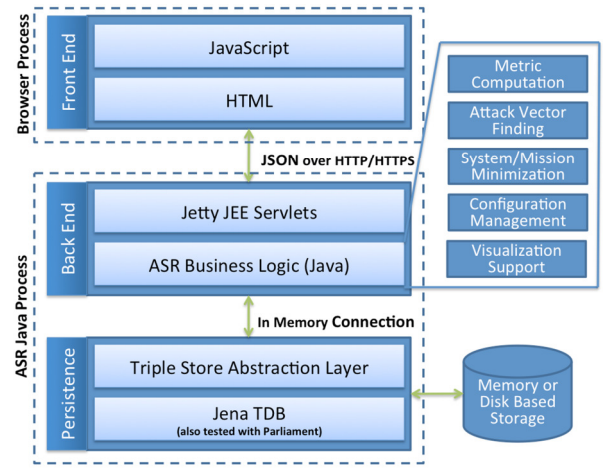 Browser Process
Front End
JavaScript
HTML
JSON over HTTP/HTTPS
ASR Java Process
Back End
Jetty JEE Servlets
ASR Business Logic (Java)
In Memory Connection
Persistence
Triple Store Abstraction Layer
Jena TDB
(also tested with Parliament)
Metric
Computation
Attack Vector
Finding
System/Mission
Minimization
Configuration
Management
Visualization
Support
Memory or
Disk Based
Storage